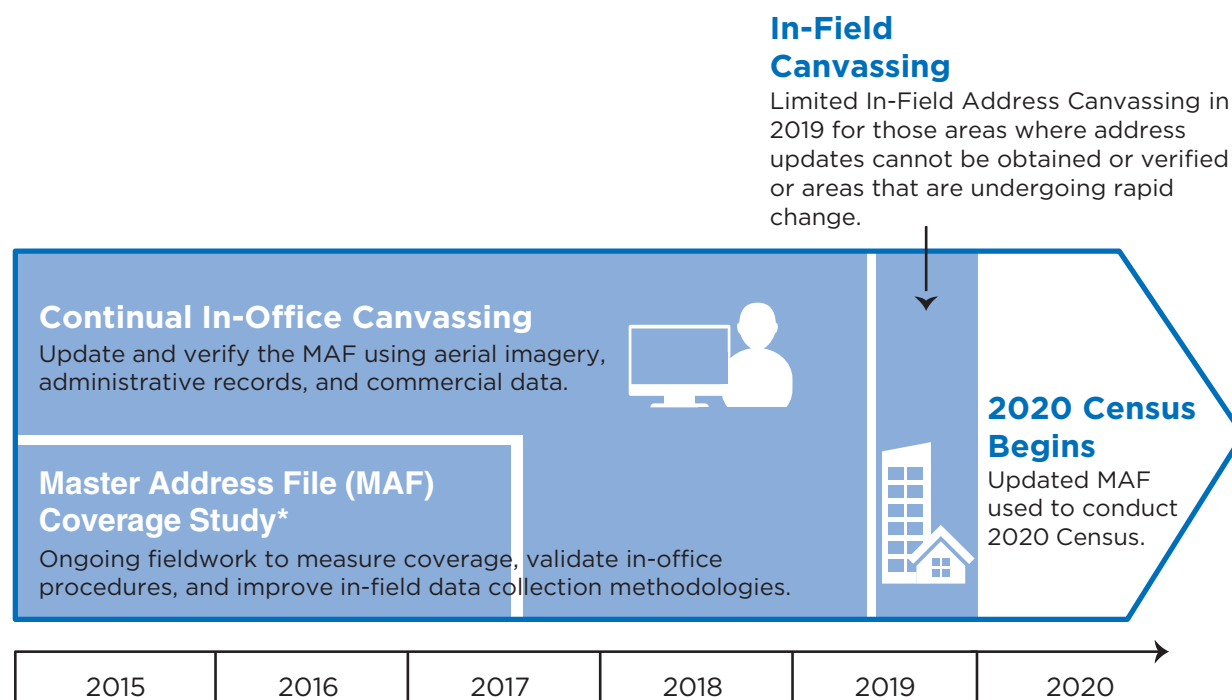 In-Field
Canvassing
Limited In-Field Address Canvassing in
2019 for those areas where address
updates cannot be obtained or verified
or areas that are undergoing rapid
change.
Continual In-Office Canvassing
Update and verify the MAF using aerial imagery,
administrative records, and commercial data.
Master Address File (MAF)
Coverage Study*
Ongoing fieldwork to measure coverage, validate in-office
procedures, and improve in-field data collection methodologies.
2020 Census
Begins
Updated MAF
used to conduct
2020 Census.
2015 2016 2017 2018 2019 2020